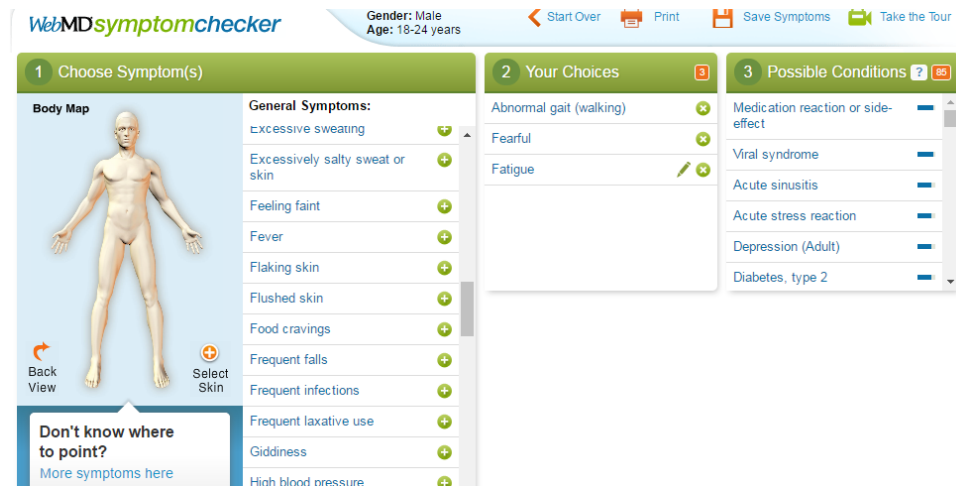 WebMD symptomchecker
Gender: Male
Age: 18-24 years
Start Over
Print
Save Symptoms
Take the Tour
1 Choose Symptom(s)
Body Map
Back
View
Select
Skin
Don't know where
to point?
More symptoms here
General Symptoms:
Excessive sweating
Excessively salty sweat or
skin
Feeling faint
Fever
Flaking skin
Flushed skin
Food cravings
Frequent falls
Frequent infections
Frequent laxative use
Giddiness
High blood pressure
2 Your Choices 3
Abnormal gait (walking)
Fearful
Fatigue
3 Possible Conditions ? 85
Medication reaction or side-
effect
Viral syndrome
Acute sinusitis
Acute stress reaction
Depression (Adult)
Diabetes, type 2